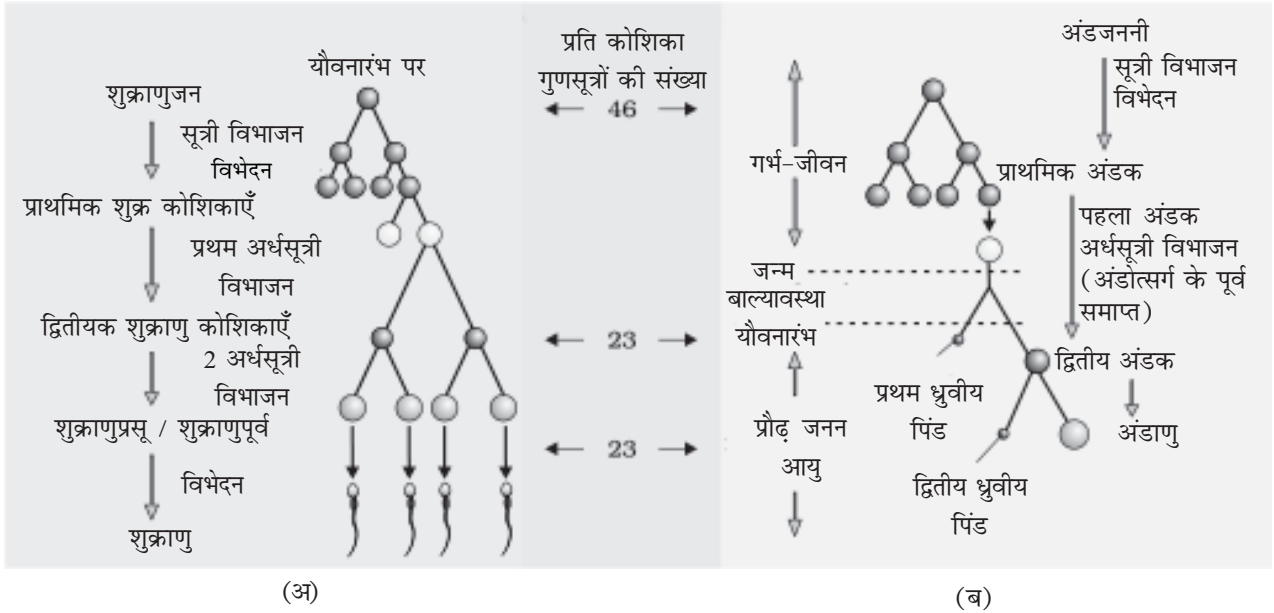 यौवनारंभ पर
शुक्राणुजन
सूत्री विभाजन
विभेदन
प्राथमिक शुक्र कोशिकाएँ
प्रथम अर्धसूत्री
विभाजन
द्वितीयक शुक्राणु कोशिकाएँ
2 अर्धसूत्री
विभाजन
शुक्राणुप्रसू / शुक्राणुपूर्व
विभेदन
शुक्राणु
(अ)
प्रति कोशिका
गुणसूत्रों की संख्या
46
23
23
गर्भ-जीवन
जन्म
बाल्यावस्था
यौवनारंभ
प्रौढ़ जनन
आयु
अंडजननी
सूत्री विभाजन
विभेदन
प्राथमिक अंडक
पहला अंडक
अर्धसूत्री विभाजन
(अंडोत्सर्ग के पूर्व
समाप्त)
द्वितीय अंडक
प्रथम ध्रुवीय
पिंड
अंडाणु
द्वितीय ध्रुवीय
पिंड
(ब)